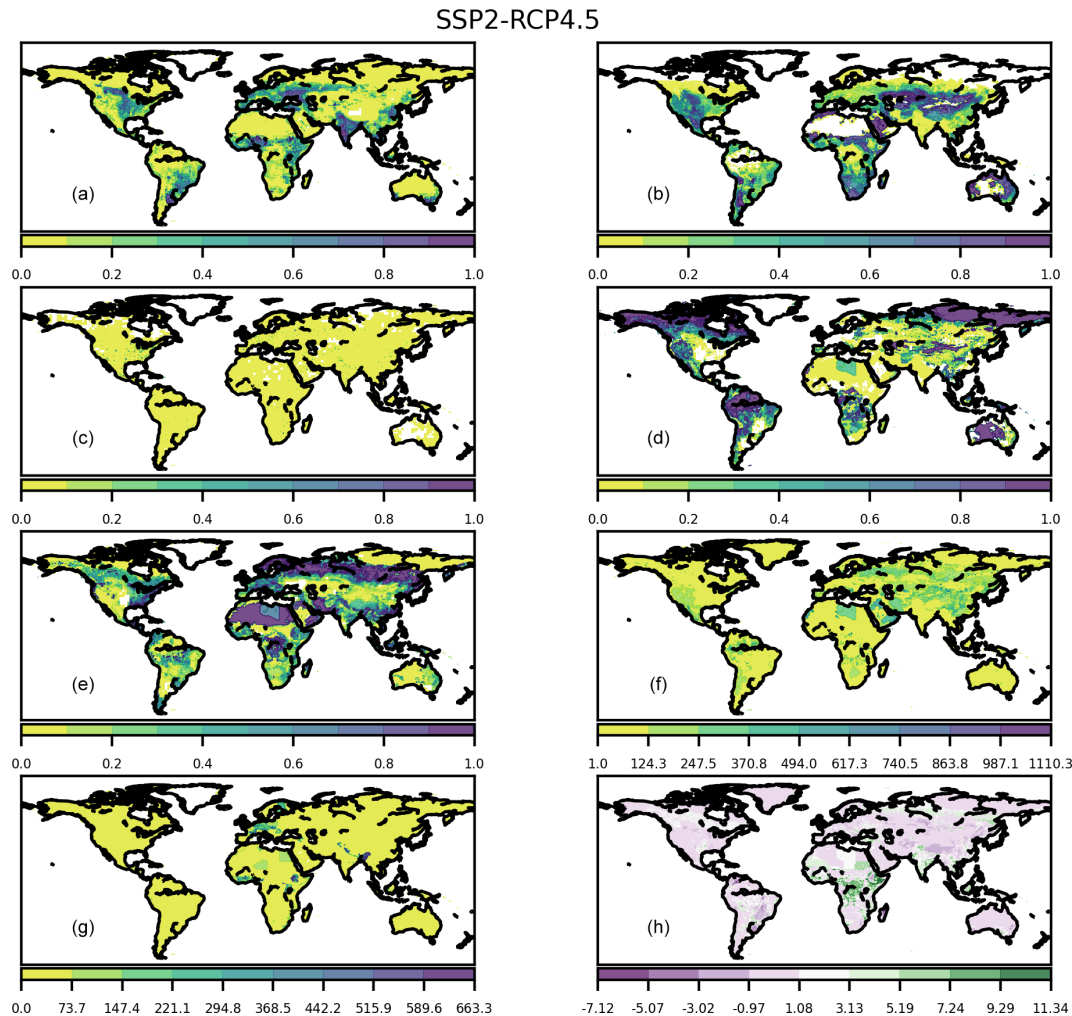 SSP2-RCP4.5
(a)
(b)
0.0 0.2 0.4 0.6 0.8 1.0
0.0 0.2 0.4 0.6 0.8 1.0
(c)
(d)
0.0 0.2 0.4 0.6 0.8 1.0
0.0 0.2 0.4 0.6 0.8 1.0
(e)
(f)
0.0 0.2 0.4 0.6 0.8 1.0
1.0 124.3 247.5 370.8 494.0 617.3 740.5 863.8 987.1 1110.3
(g)
(h)
0.0 73.7 147.4 221.1 294.8 368.5 442.2 515.9 589.6 663.3
-7.12 -5.07 -3.02 -0.97 1.08 3.13 5.19 7.24 9.29 11.34